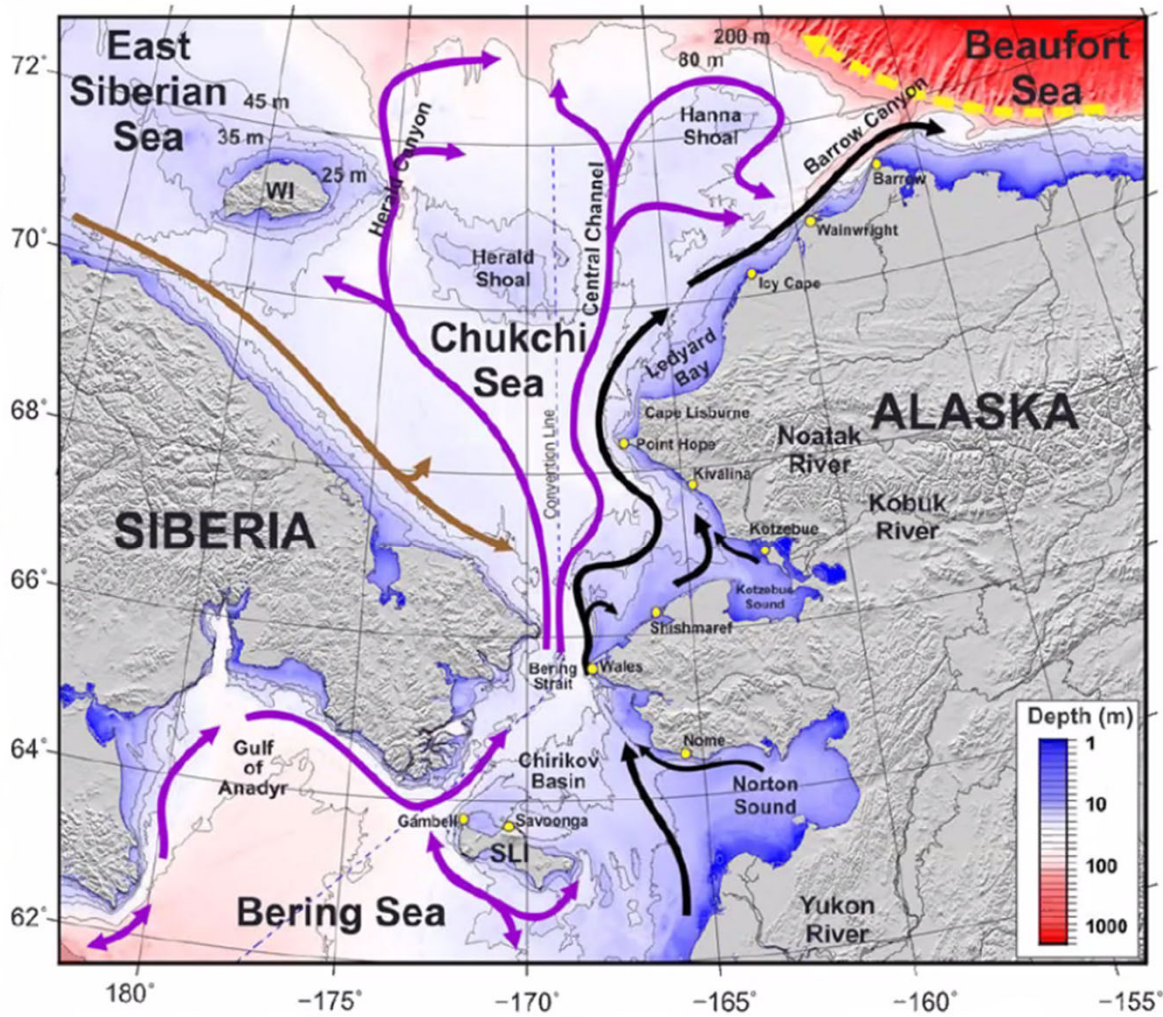 East
Siberian
Sea
200 m
80 m
Beaufort
Sea
72°
45 m
35 m
25 m
WI
Herald Canyon
Hanna
Shoal
Barrow Canyon
Barrow
Wainwright
Icy Cape
70°
Herald
Shoal
Central Channel
Chukchi
Sea
Ledyard
Bay
68°
Convention Line
Cape Lisburne
Point Hope
Kivalina
ALASKA
Noatak
River
Kobuk
River
SIBERIA
Kotzebue
66°
Kotzebue
Sound
Shishmaref
Bering
Strait
Wales
64°
Gulf
of
Anadyr
Chirikov
Basin
Nome
Norton
Sound
Gambell
Savoonga
SLI
62°
Bering Sea
Yukon
River
Depth (m)
1
10
100
1000
180°
−175°
−170°
−165°
−160°
−155°